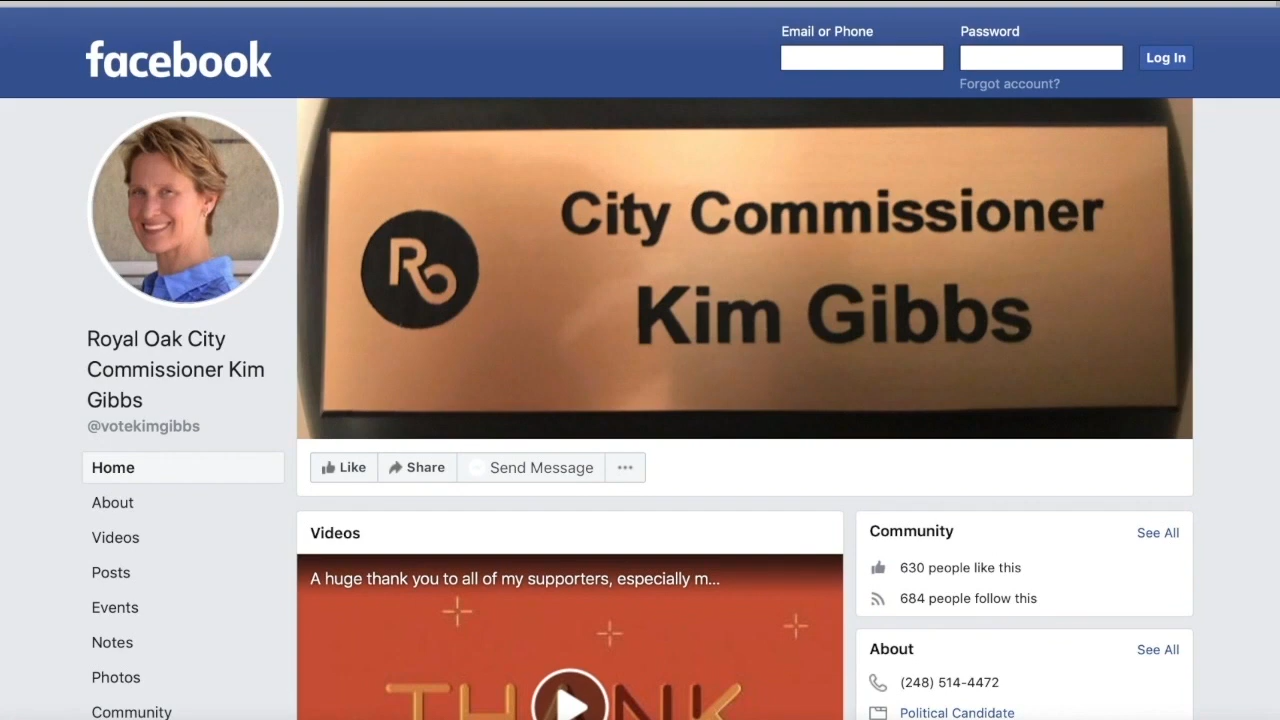 facebook
Email or Phone
Password
Log In
Forgot account?
City Commissioner
Ro
Kim Gibbs
Royal Oak City
Commissioner Kim
Gibbs
@votekimgibbs
Home
About
Videos
Posts
Events
Notes
Photos
Community
Like
Share
Send Message
...
Videos
A huge thank you to all of my supporters, especially m...
THANK
Community
See All
630 people like this
684 people follow this
About
See All
(248) 514-4472
Political Candidate